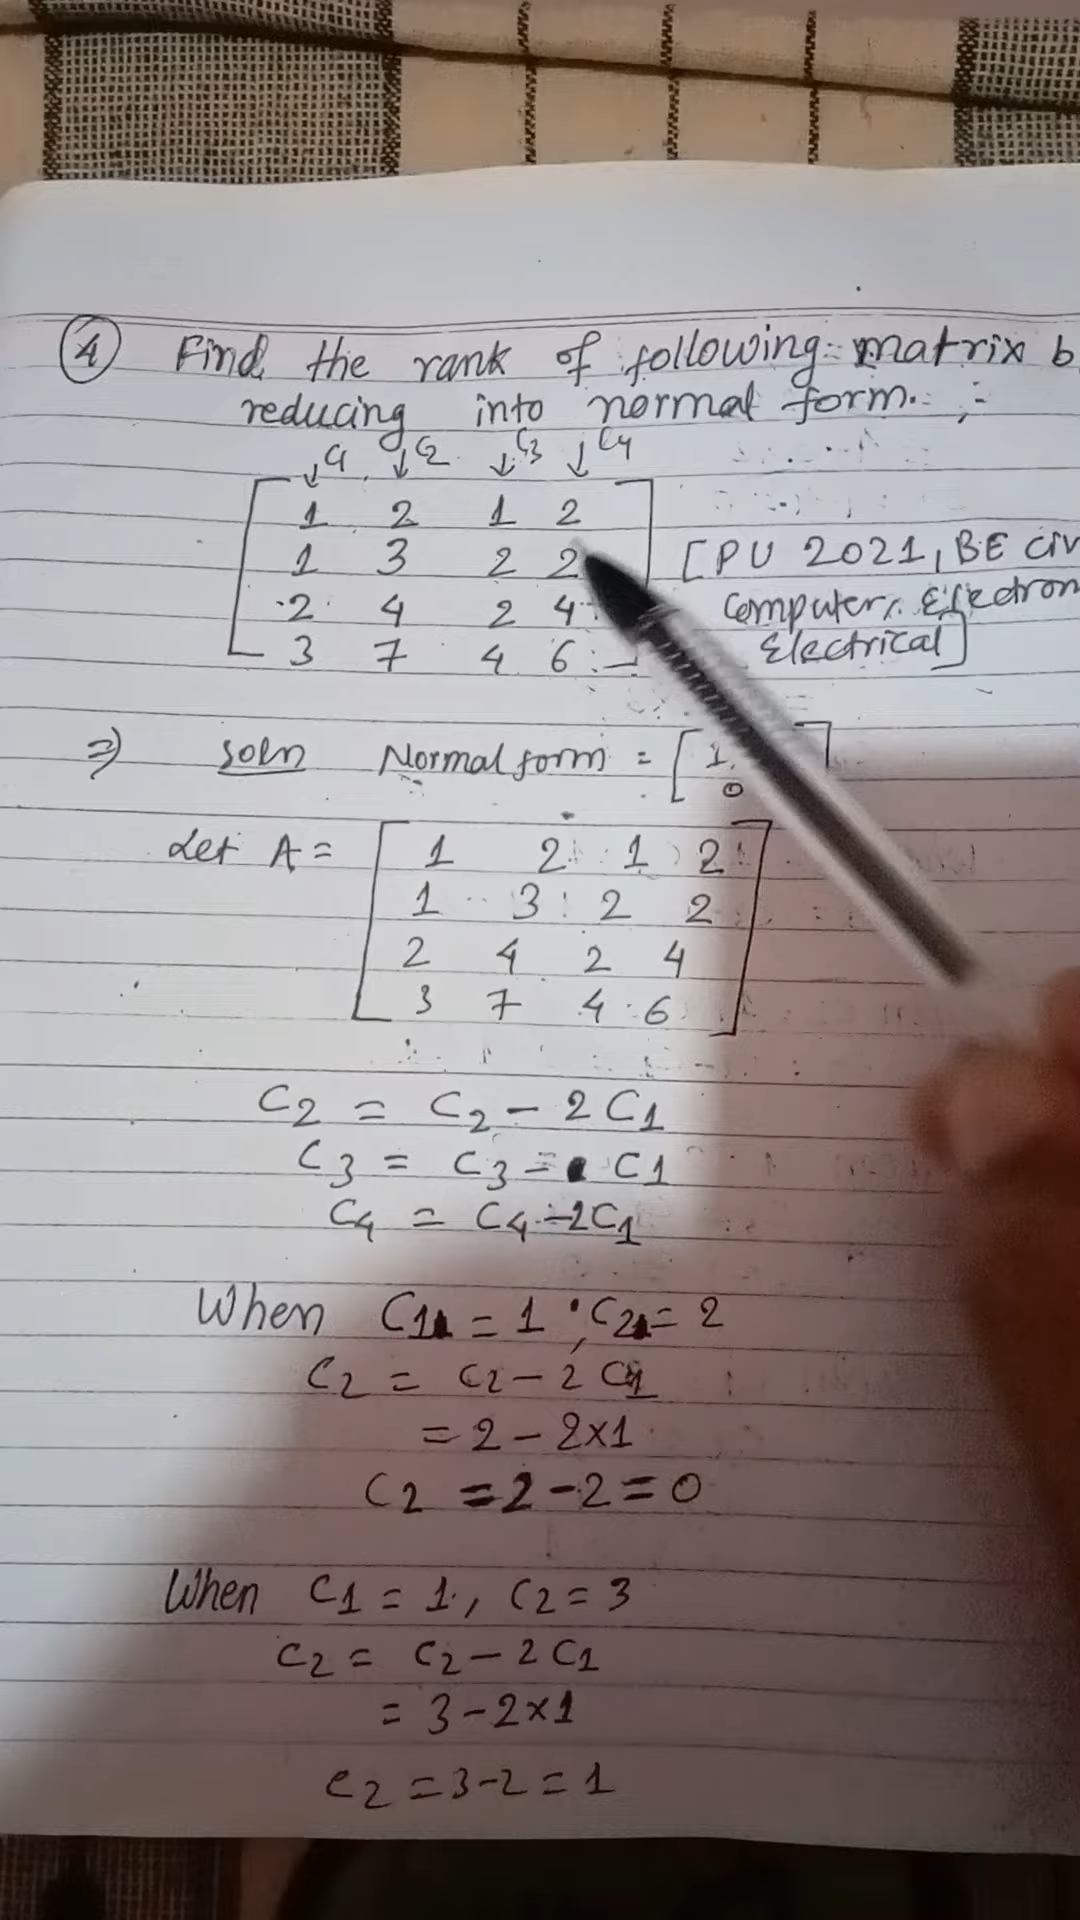 ④ Find the rank of following matrix b
reducing into normal form. :-
C1 C2 C3 C4
1 2 1 2
1 3 2 2 [PU 2021, BE Civ
2 4 2 4 Computer, Electron
3 7 4 6 Electrical]
⇒ Soln Normal form = [ 1
0
Let A =
1 2 1 2
1 3 2 2
2 4 2 4
3 7 4 6
C2 = C2 - 2C1
C3 = C3 - C1
C4 = C4 - 2C1
When C1 = 1, C2 = 2
C2 = C2 - 2C1
= 2 - 2×1
C2 = 2-2 = 0
When C1 = 1, C2 = 3
C2 = C2 - 2C1
= 3-2×1
C2 = 3-2 = 1